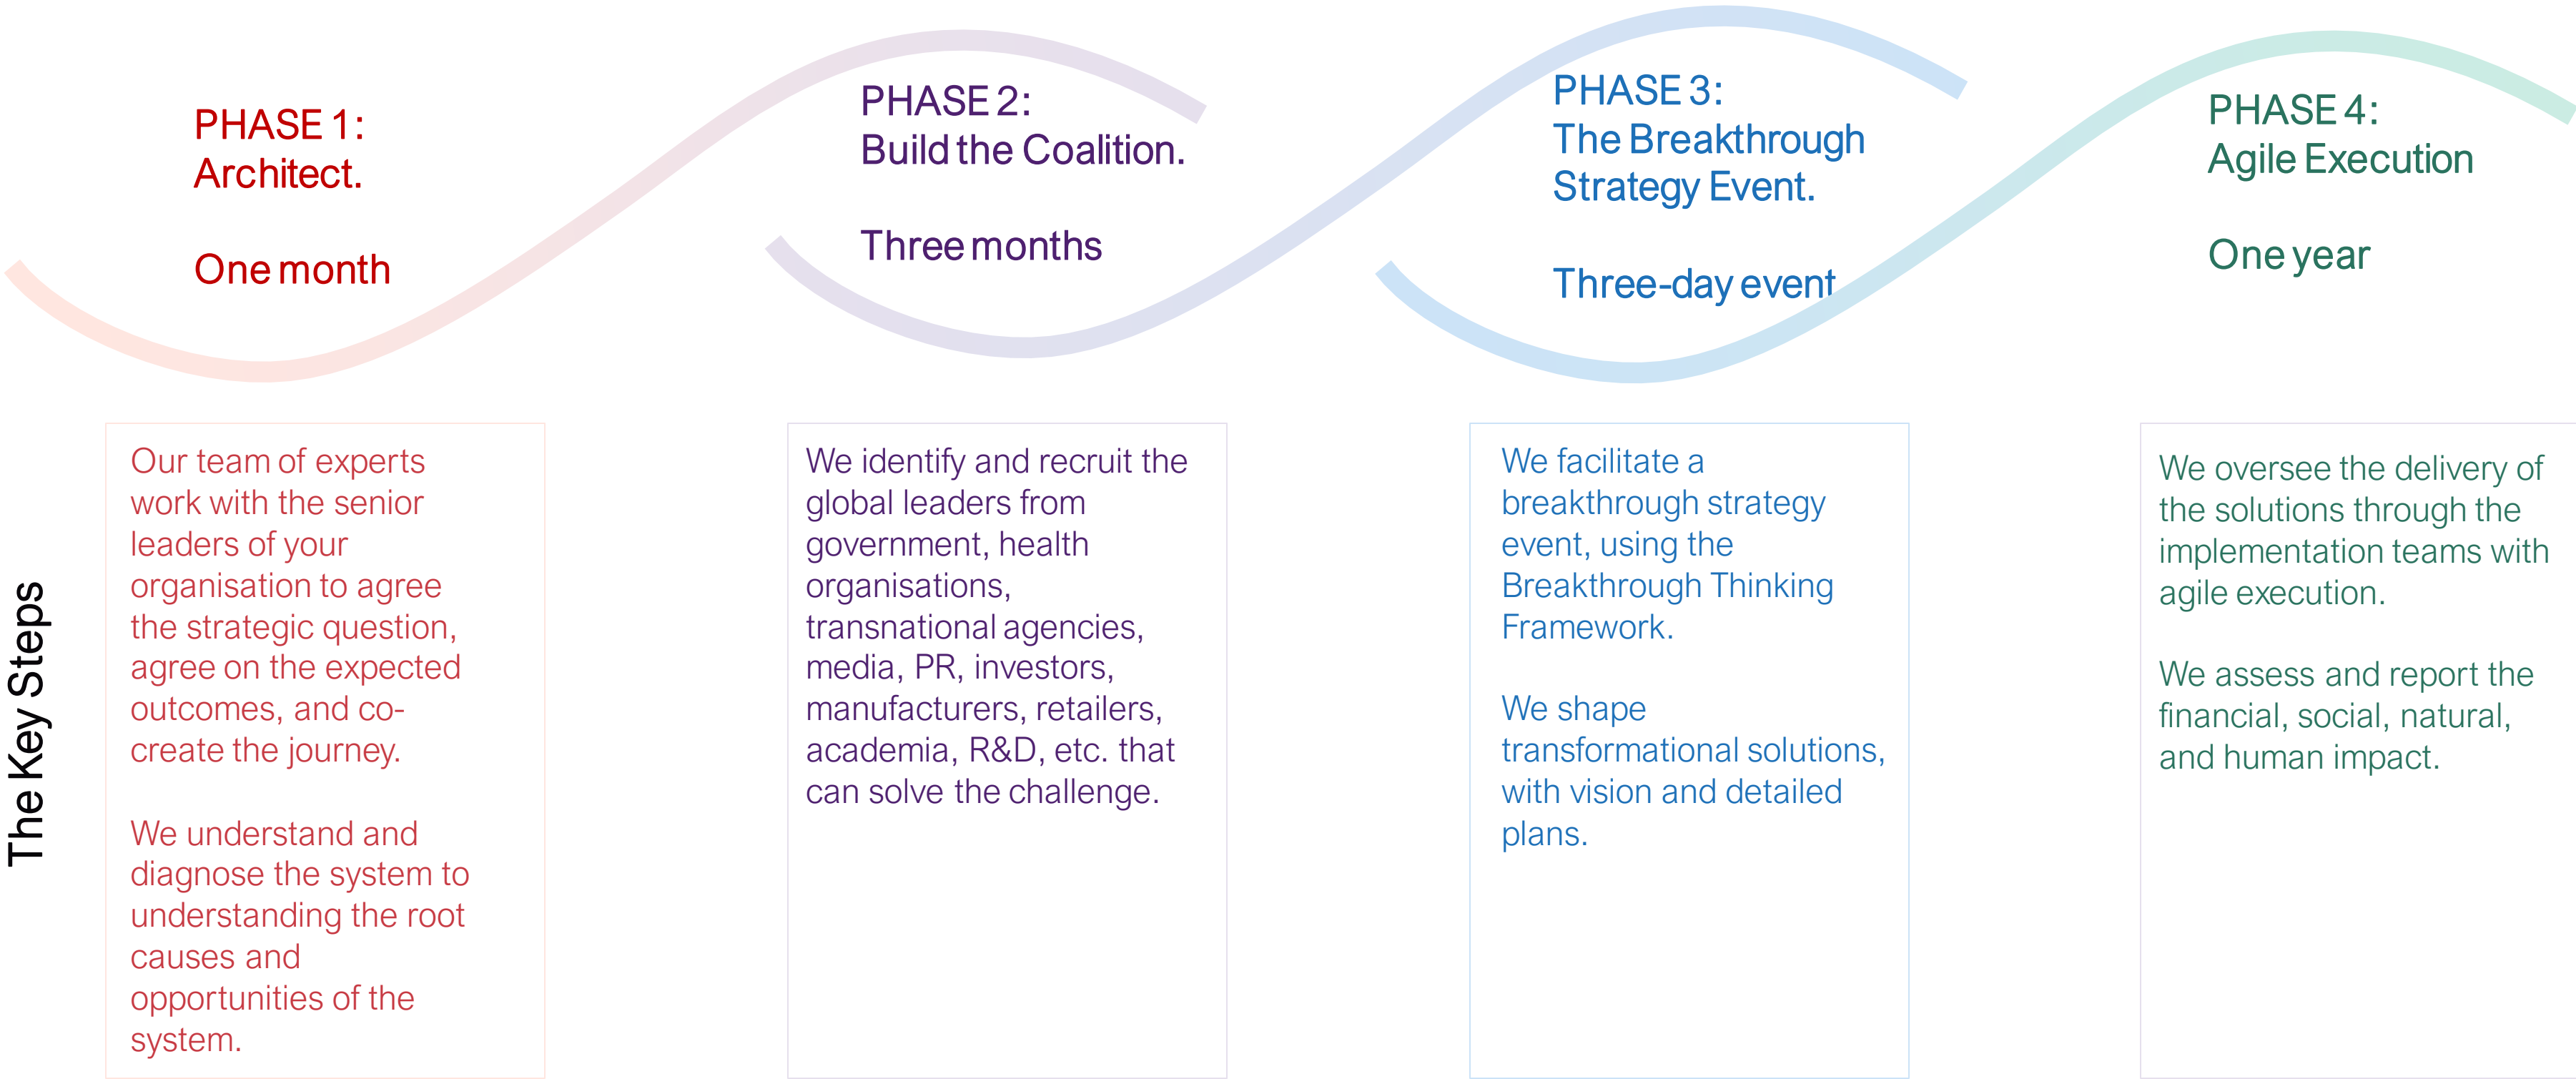 PHASE 1:
Architect.
One month
PHASE 2:
Build the Coalition.
Three months
PHASE 3:
The Breakthrough
Strategy Event.
Three-day event
PHASE 4:
Agile Execution
One year
The Key Steps
Our team of experts
work with the senior
leaders of your
organisation to agree
the strategic question,
agree on the expected
outcomes, and co-
create the journey.
We understand and
diagnose the system to
understanding the root
causes and
opportunities of the
system.
We identify and recruit the
global leaders from
government, health
organisations,
transnational agencies,
media, PR, investors,
manufacturers, retailers,
academia, R&D, etc. that
can solve the challenge.
We facilitate a
breakthrough strategy
event, using the
Breakthrough Thinking
Framework.
We shape
transformational solutions,
with vision and detailed
plans.
We oversee the delivery of
the solutions through the
implementation teams with
agile execution.
We assess and report the
financial, social, natural,
and human impact.